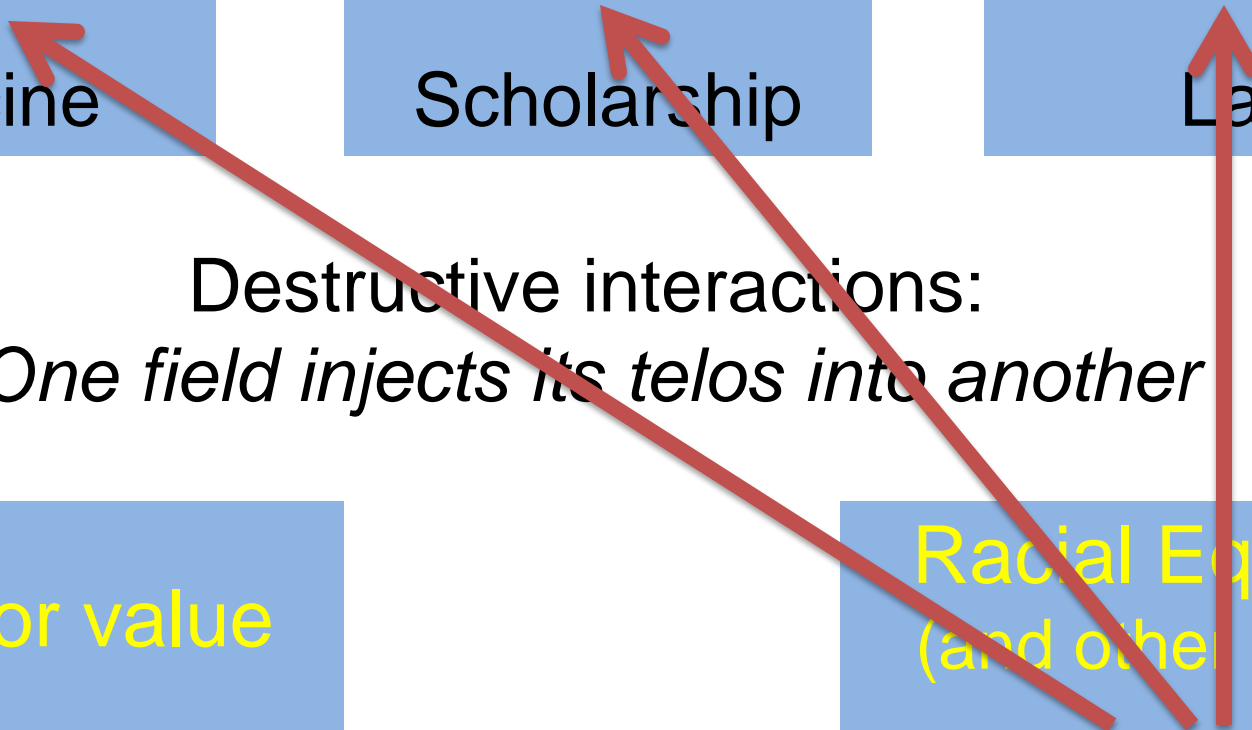 ine
Scholarship
La
Destructive interactions:
One field injects its telos into another
or value
Racial Eq
(and other